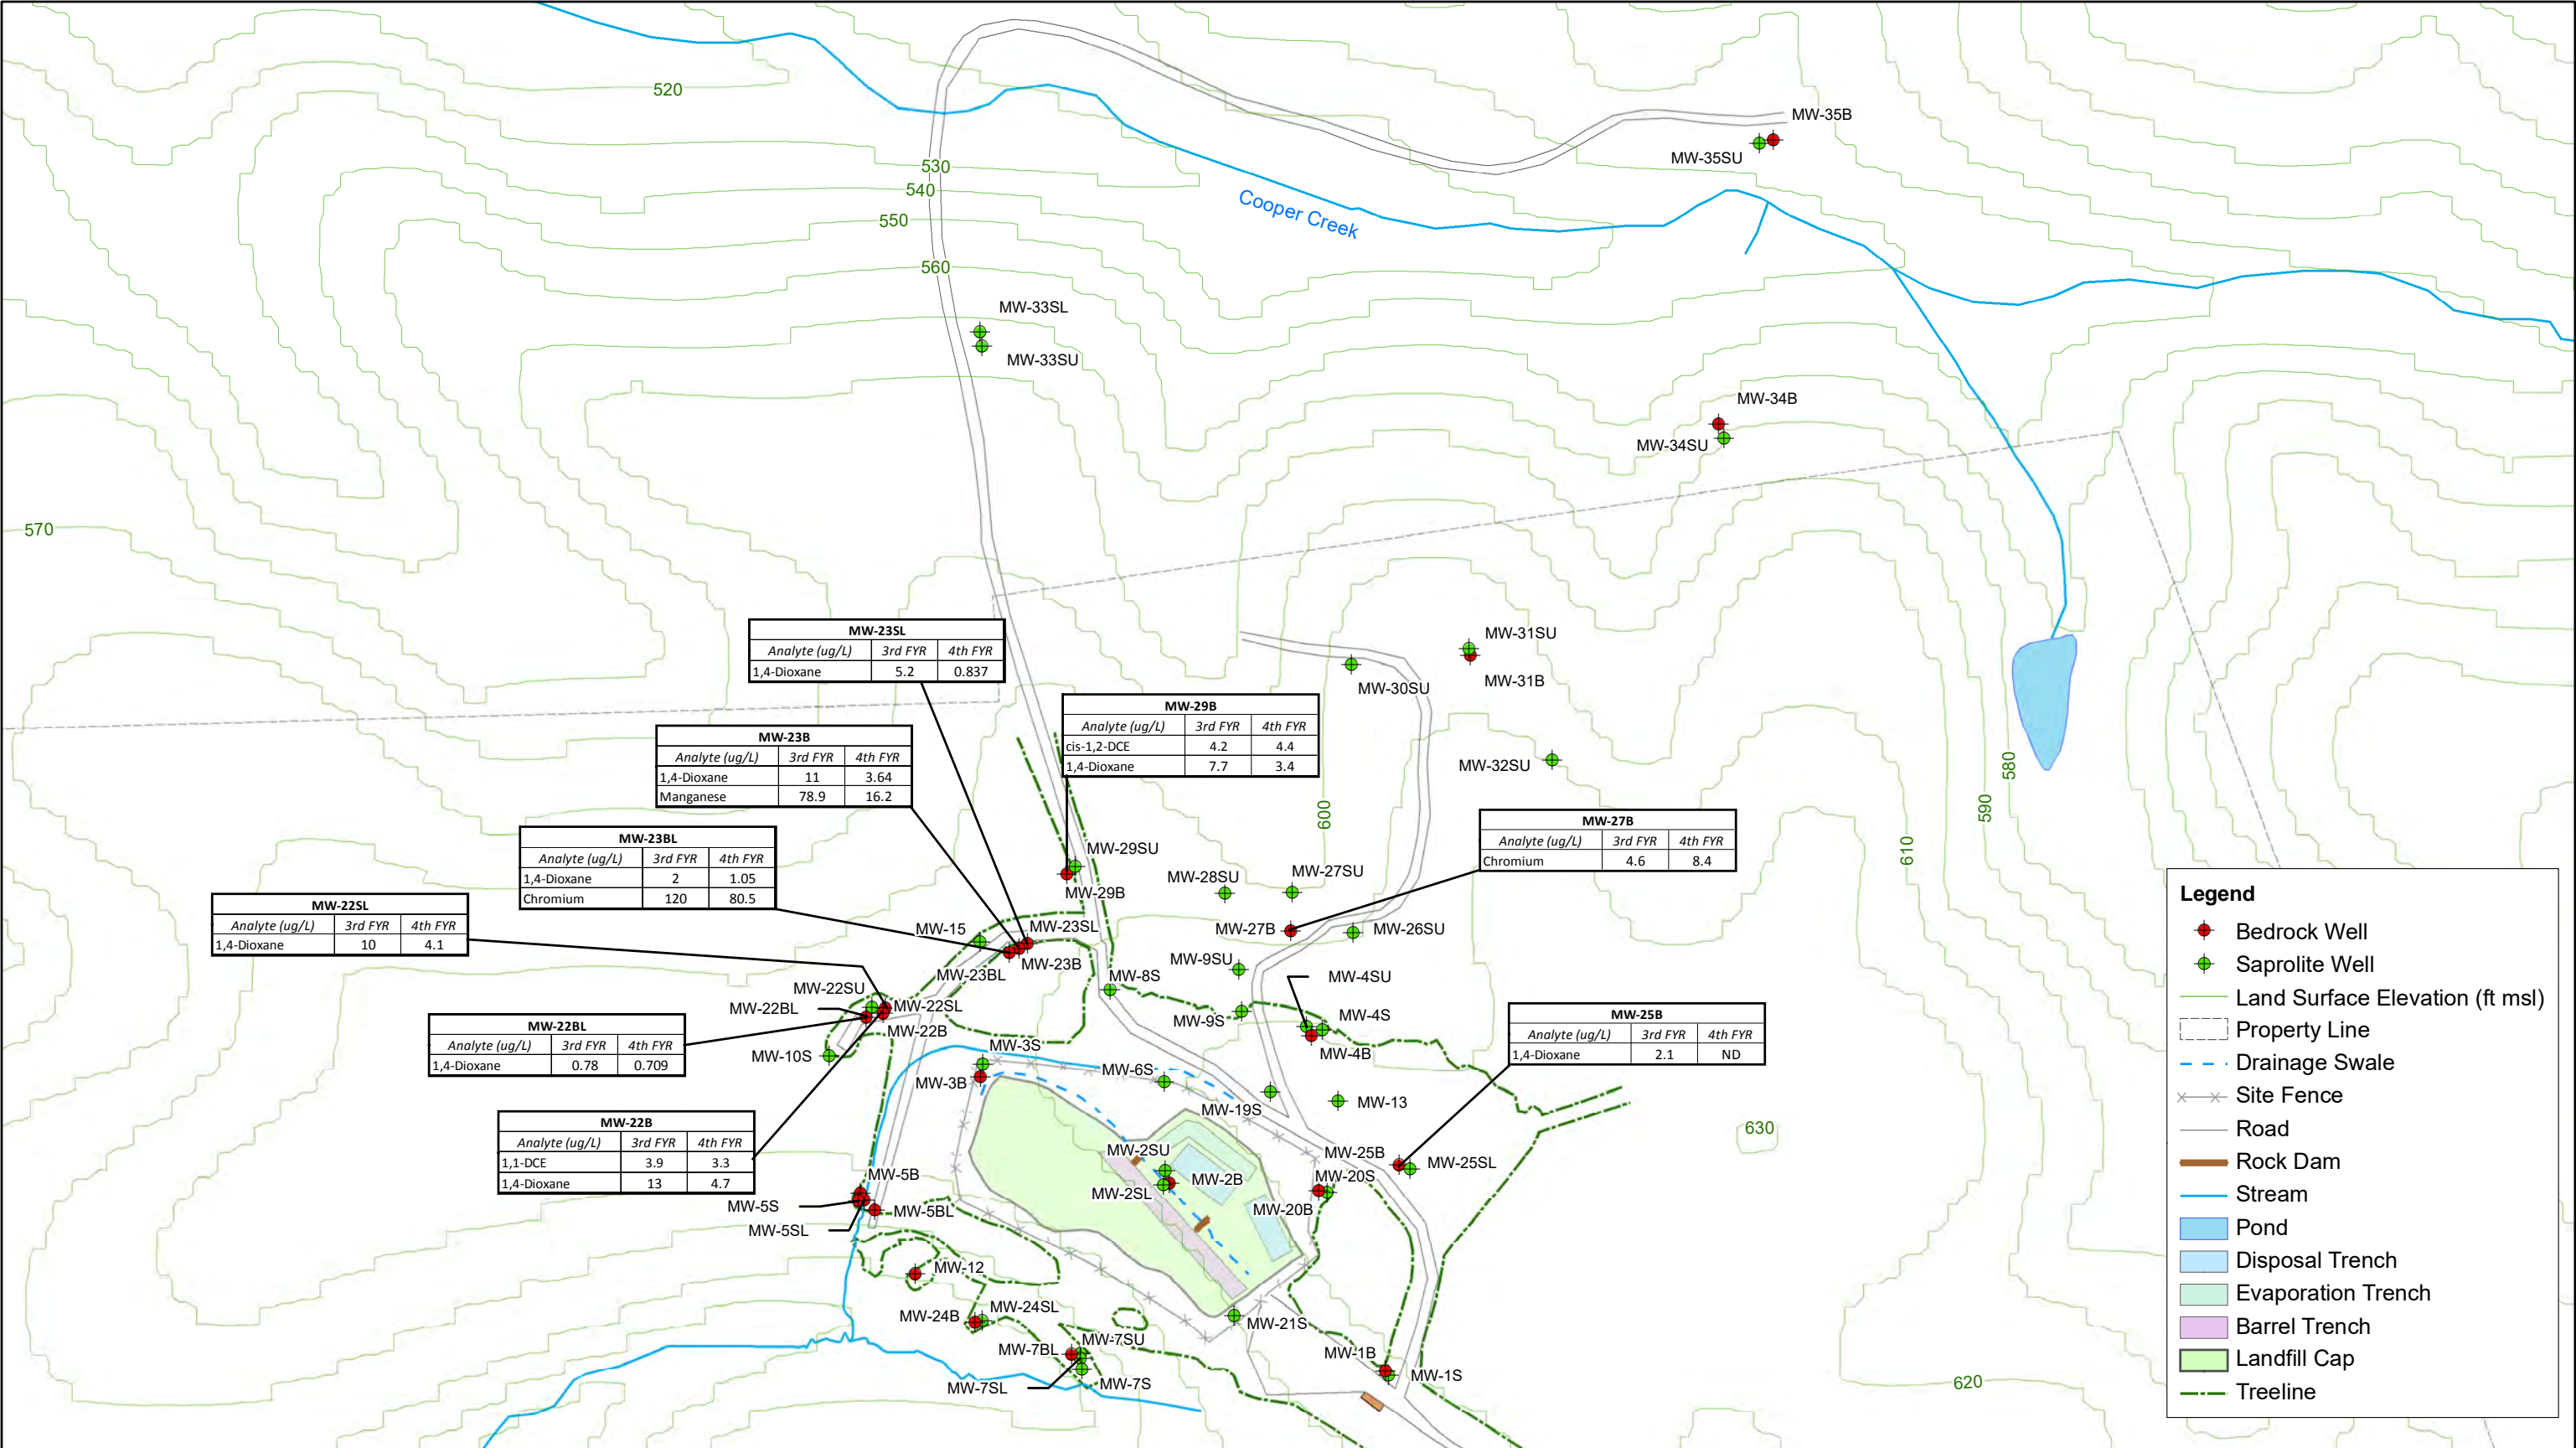 520
MW-35B
MW-35SU
530
540
550
Cooper Creek
560
MW-33SL
MW-33SU
MW-34B
MW-34SU
570
MW-23SL
Analyte (ug/L) 3rd FYR 4th FYR
1,4-Dioxane 5.2 0.837
MW-31SU
MW-31B
MW-30SU
MW-29B
Analyte (ug/L) 3rd FYR 4th FYR
cis-1,2-DCE 4.2 4.4
1,4-Dioxane 7.7 3.4
MW-23B
Analyte (ug/L) 3rd FYR 4th FYR
1,4-Dioxane 11 3.64
Manganese 78.9 16.2
MW-32SU
600
580
590
610
MW-27B
Analyte (ug/L) 3rd FYR 4th FYR
Chromium 4.6 8.4
MW-23BL
Analyte (ug/L) 3rd FYR 4th FYR
1,4-Dioxane 2 1.05
Chromium 120 80.5
MW-29SU
MW-29B
MW-28SU
MW-27SU
MW-22SL
Analyte (ug/L) 3rd FYR 4th FYR
1,4-Dioxane 10 4.1
MW-15
MW-23SL
MW-27B
MW-26SU
MW-23B
MW-23BL
MW-9SU
MW-8S
MW-4SU
MW-22SU
MW-22BL
MW-22SL
MW-22B
MW-9S
MW-4S
MW-4B
MW-25B
Analyte (ug/L) 3rd FYR 4th FYR
1,4-Dioxane 2.1 ND
MW-22BL
Analyte (ug/L) 3rd FYR 4th FYR
1,4-Dioxane 0.78 0.709
MW-10S
MW-3S
MW-3B
MW-6S
MW-19S
MW-13
630
MW-22B
Analyte (ug/L) 3rd FYR 4th FYR
1,1-DCE 3.9 3.3
1,4-Dioxane 13 4.7
MW-2SU
MW-25B
MW-25SL
MW-5B
MW-2B
MW-20S
MW-2SL
MW-5S
MW-5BL
MW-20B
MW-5SL
MW-12
MW-24SL
MW-24B
MW-21S
MW-7SU
MW-7BL
MW-1B
MW-7SL
MW-7S
MW-1S
620
Legend
Bedrock Well
Saprolite Well
Land Surface Elevation (ft msl)
Property Line
Drainage Swale
Site Fence
Road
Rock Dam
Stream
Pond
Disposal Trench
Evaporation Trench
Barrel Trench
Landfill Cap
Treeline